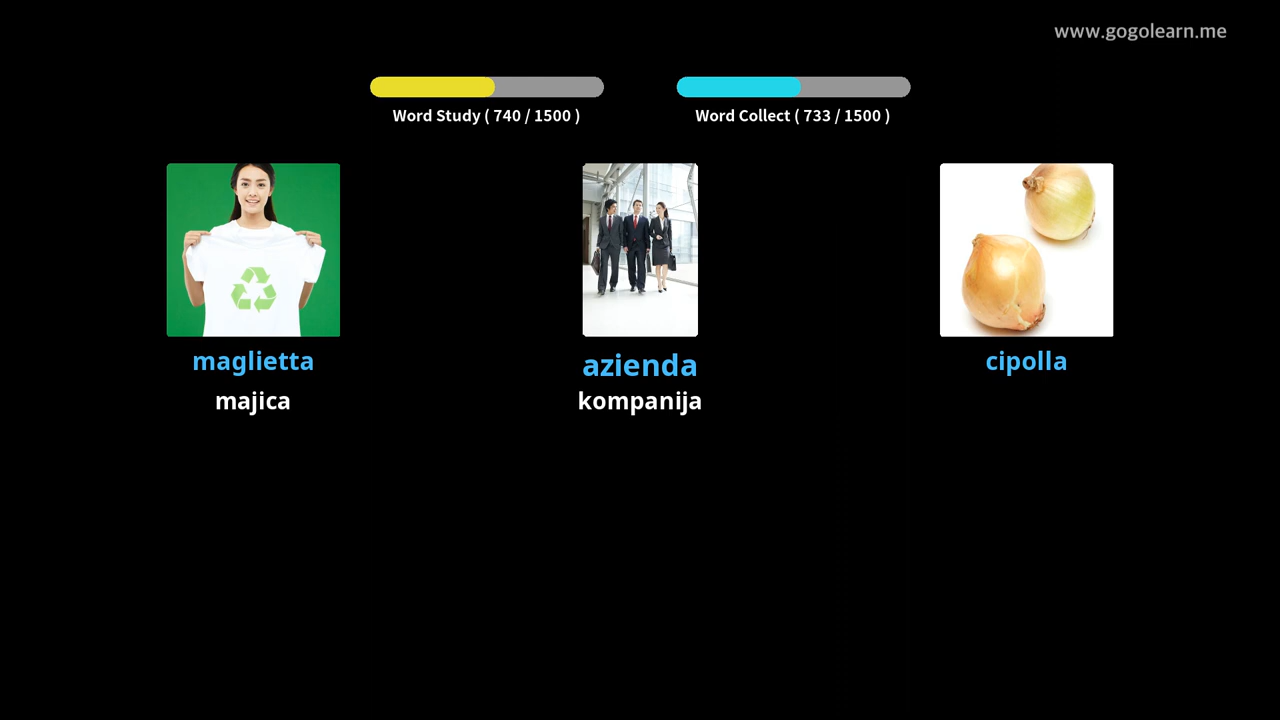 www.gogolearn.me
Word Study ( 740 / 1500 )
Word Collect ( 733 / 1500 )
maglietta
azienda
cipolla
majica
kompanija